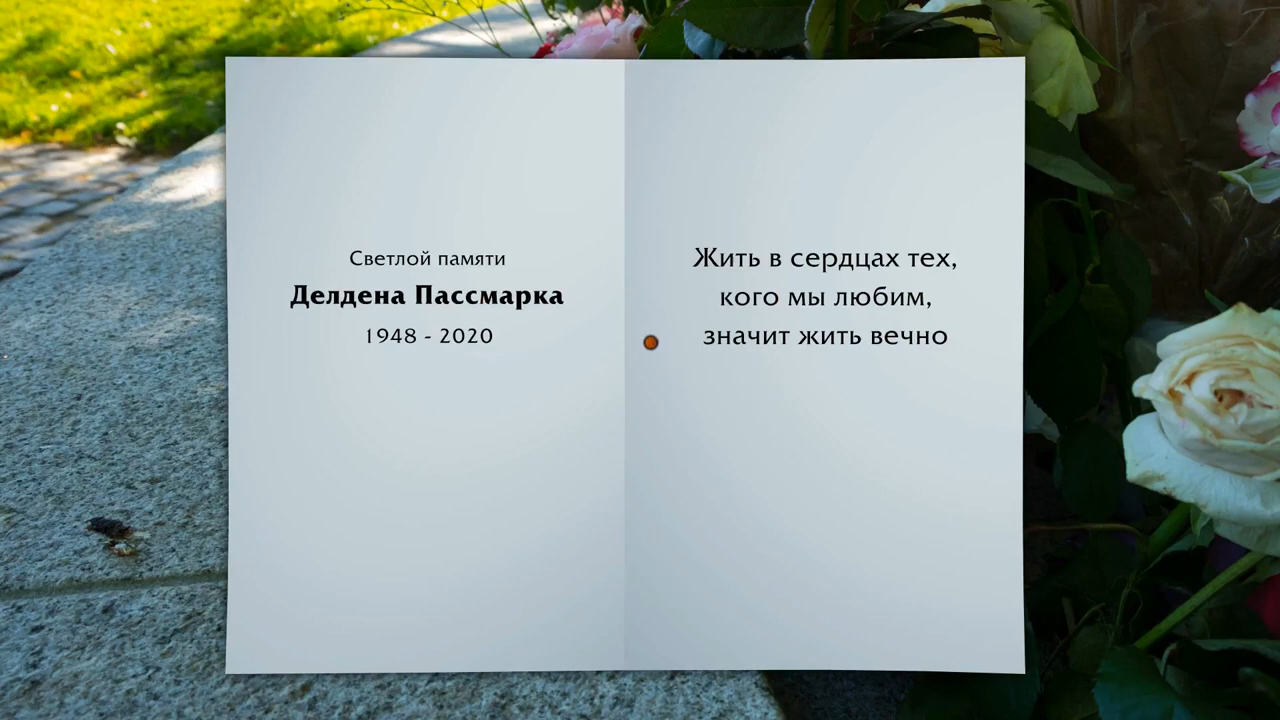 Светлой памяти
Делдена Пассмарка
1948 - 2020
Жить в сердцах тех,
кого мы любим,
значит жить вечно